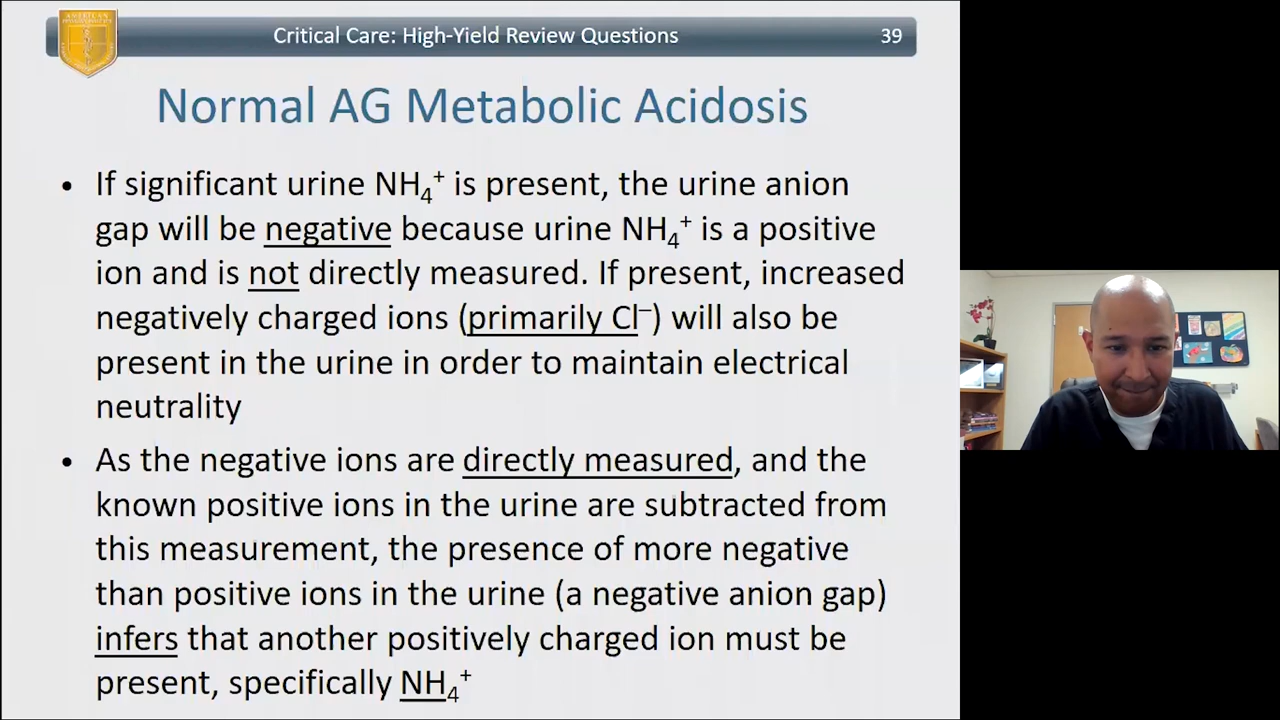 Critical Care: High-Yield Review Questions 39
Normal AG Metabolic Acidosis
• If significant urine NH₄⁺ is present, the urine anion
gap will be negative because urine NH₄⁺ is a positive
ion and is not directly measured. If present, increased
negatively charged ions (primarily Cl⁻) will also be
present in the urine in order to maintain electrical
neutrality
• As the negative ions are directly measured, and the
known positive ions in the urine are subtracted from
this measurement, the presence of more negative
than positive ions in the urine (a negative anion gap)
infers that another positively charged ion must be
present, specifically NH₄⁺